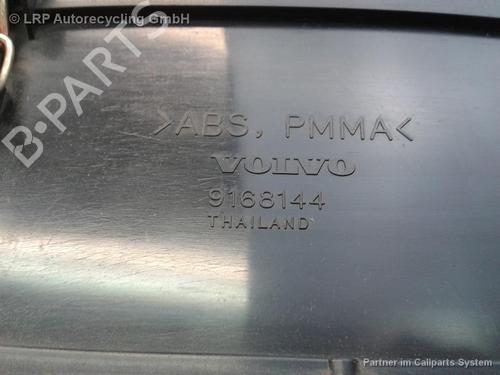 © LRP Autorecycling GmbH
B-PARTS
>ABS, PMMA<
VOLVO
9168144
THAILAND
Partner im Callparts System